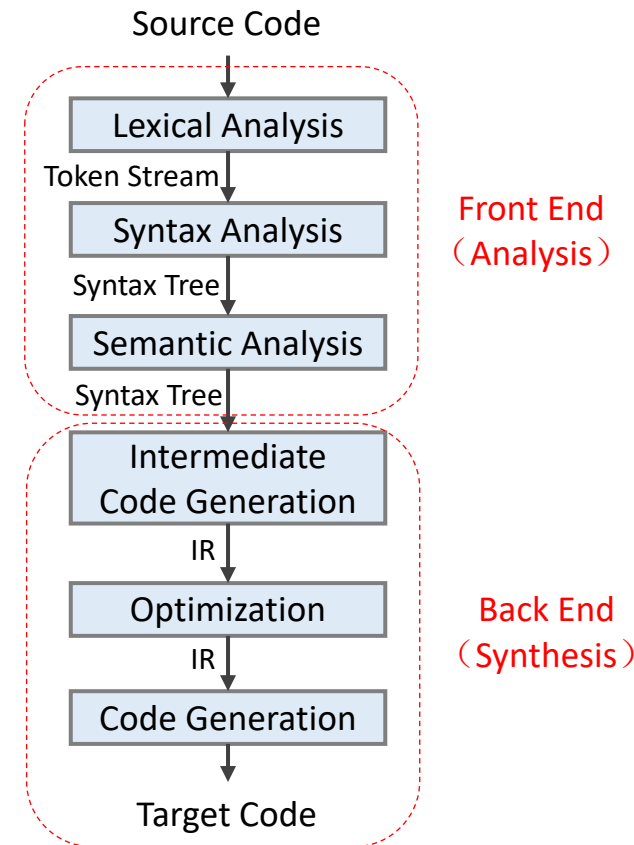 Source Code
Lexical Analysis
Token Stream
Syntax Analysis
Syntax Tree
Semantic Analysis
Syntax Tree
Front End
（Analysis）
Intermediate
Code Generation
IR
Optimization
IR
Code Generation
Target Code
Back End
（Synthesis）